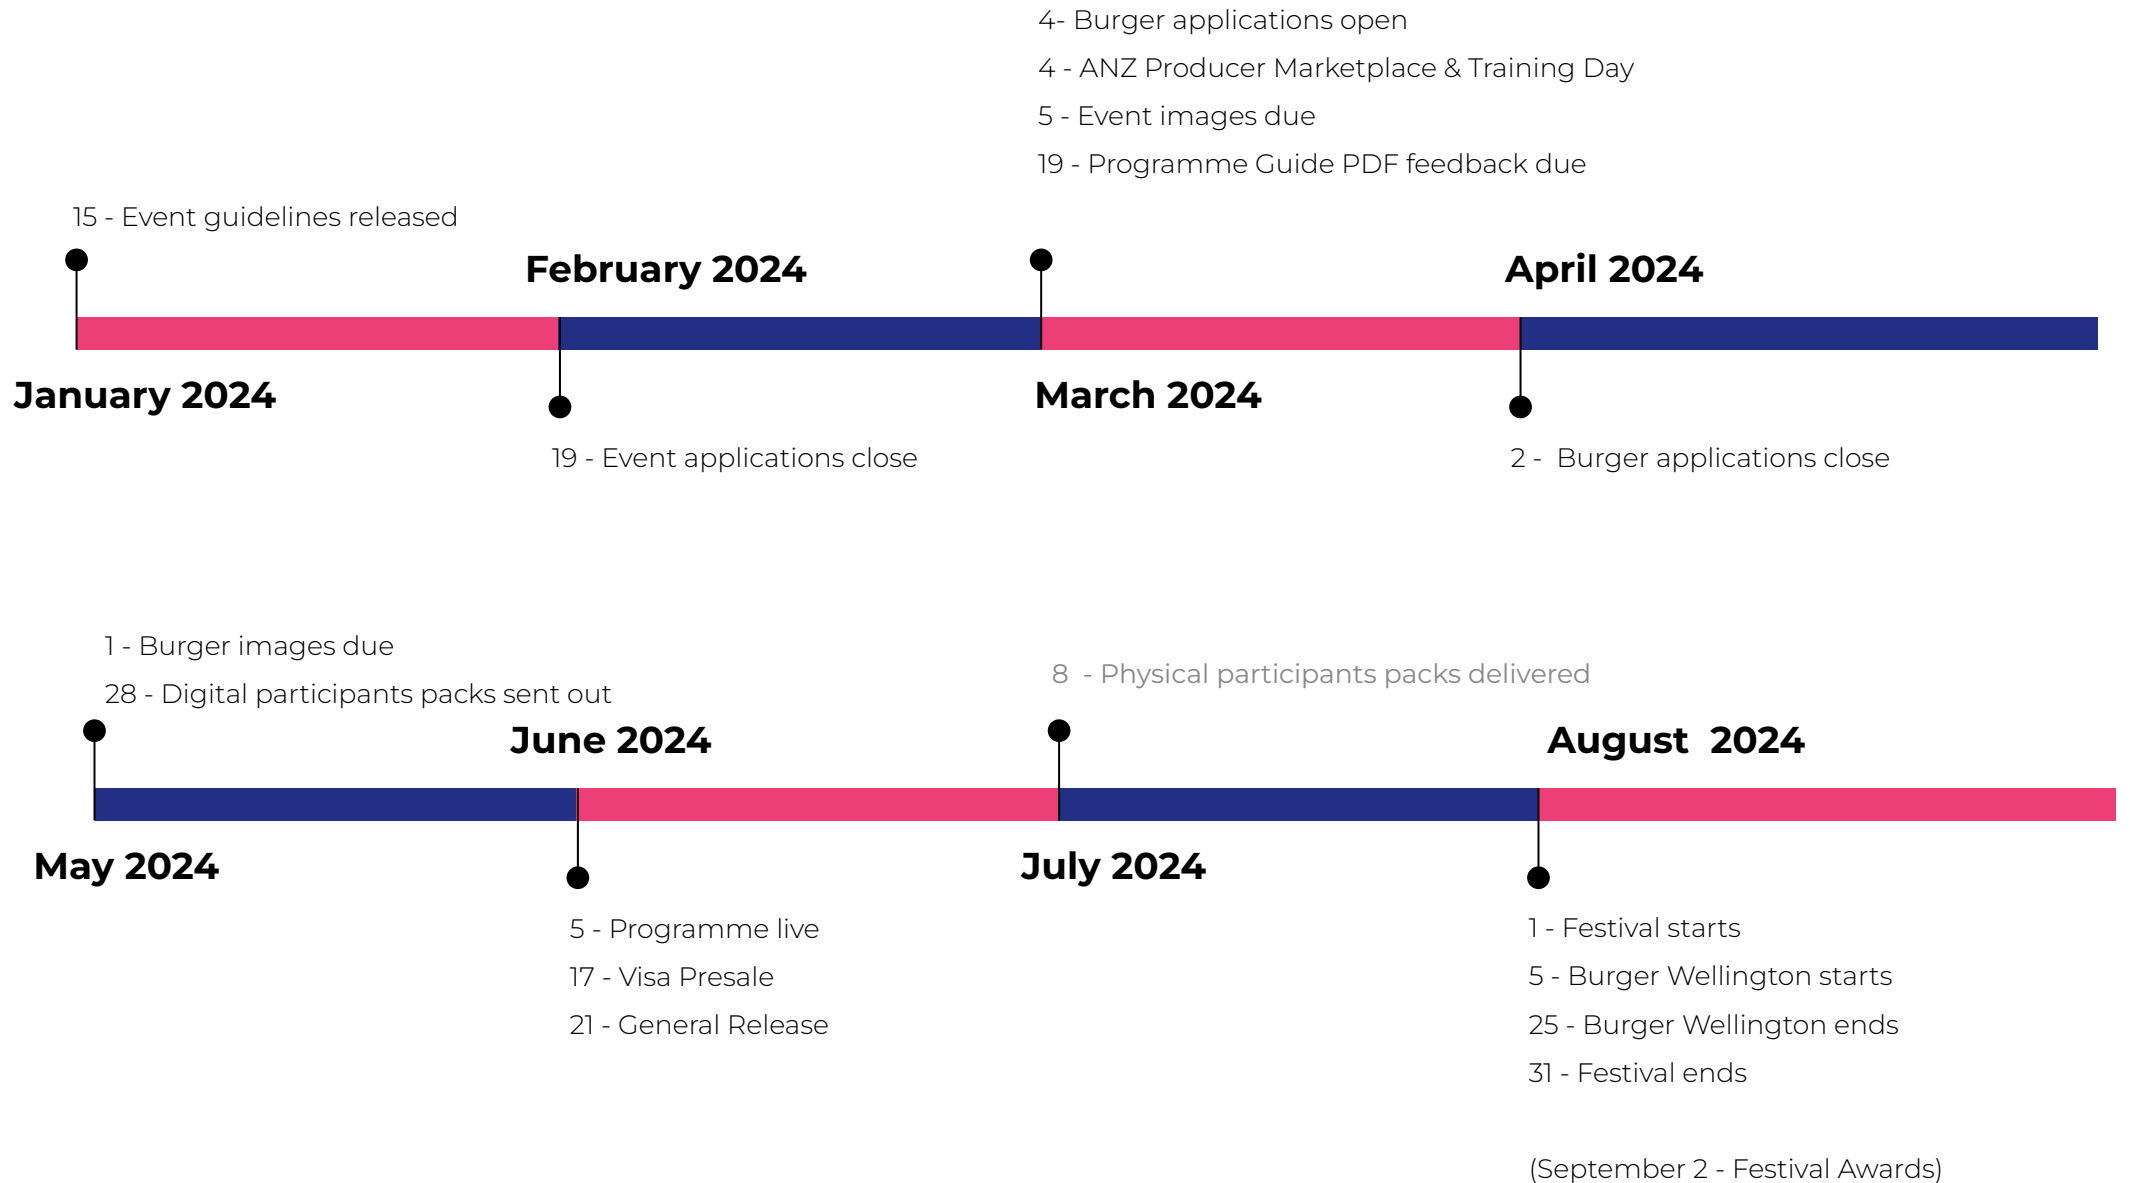 4- Burger applications open
4 - ANZ Producer Marketplace & Training Day
5 - Event images due
19 - Programme Guide PDF feedback due
15 - Event guidelines released
February 2024
April 2024
January 2024
March 2024
19 - Event applications close
2 -  Burger applications close
1 - Burger images due
28 - Digital participants packs sent out
8  - Physical participants packs delivered
June 2024
August  2024
May 2024
July 2024
5 - Programme live
17 - Visa Presale
21 - General Release
1 - Festival starts
5 - Burger Wellington starts
25 - Burger Wellington ends
31 - Festival ends
(September 2 - Festival Awards)